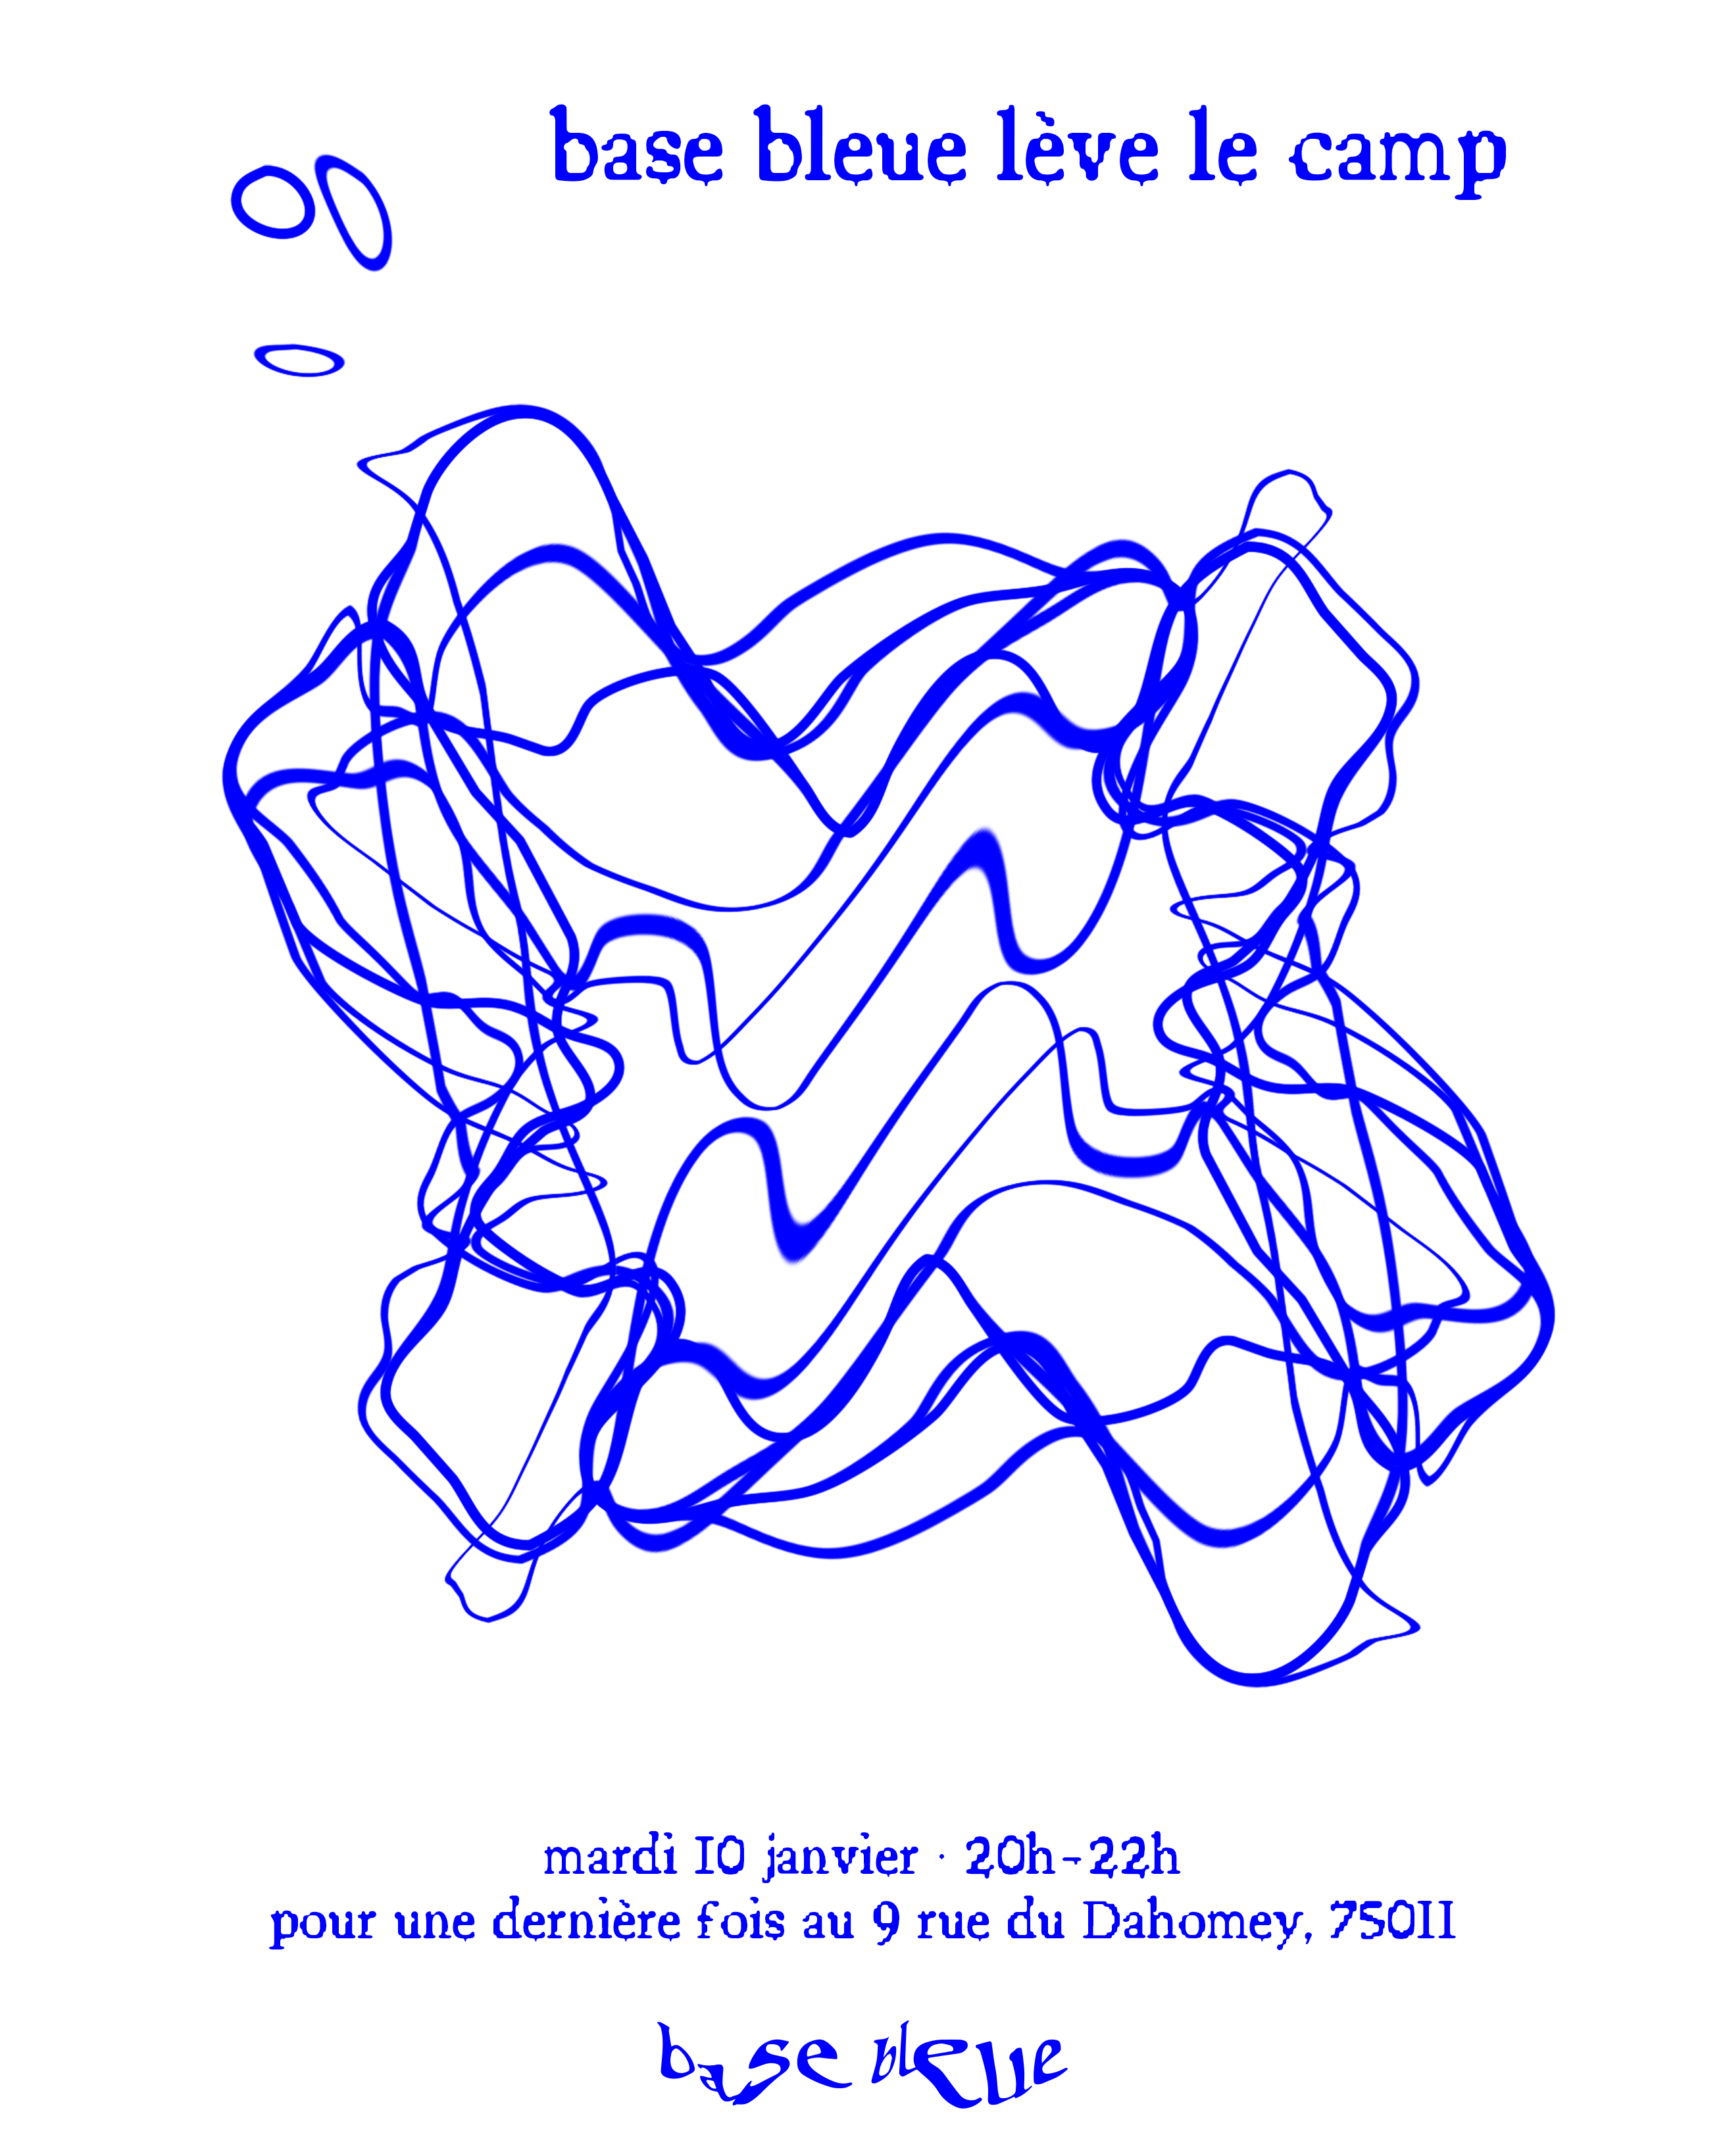 base bleue lève le camp
mardi 10 janvier · 20h-22h
pour une dernière fois au 9 rue du Dahomey, 75011
base bleue